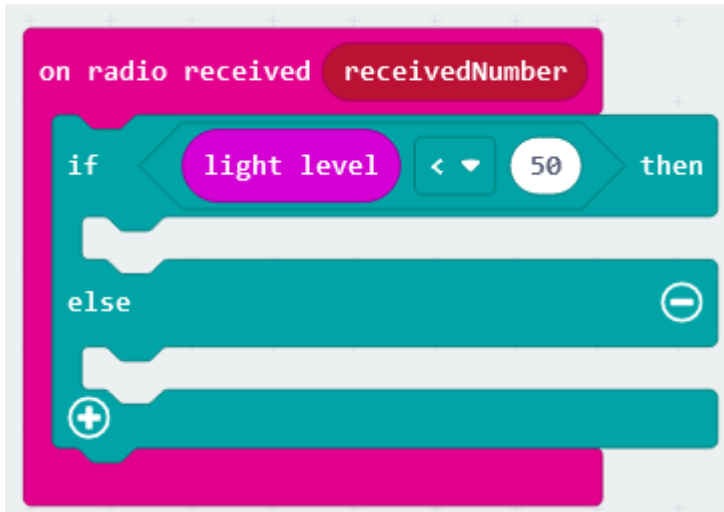 on radio received receivedNumber
if light level < 50 then
else